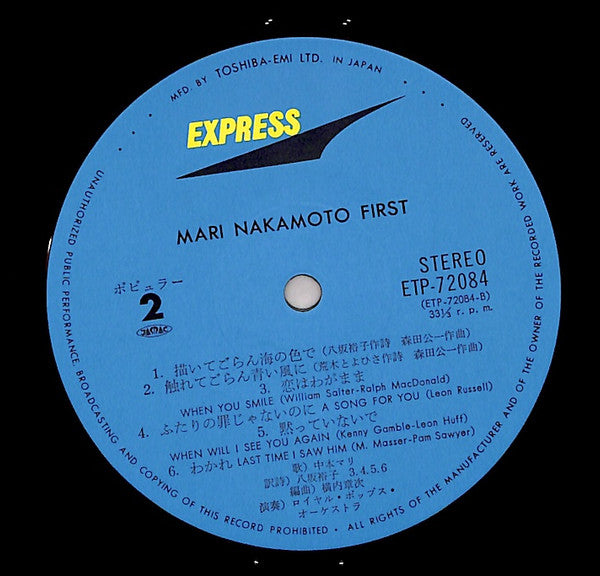 MFD. BY TOSHIBA-EMI LTD. IN JAPAN
EXPRESS
MARI NAKAMOTO FIRST
STEREO
ETP-72084
(ETP-72084-B)
33⅓ r. p. m.
ポピュラー
2
JASRAC
1. 描いてごらん海の色で (八坂裕子作詩 森田公一作曲)
2. 触れてごらん青い風に (荒木とよひさ作詩 森田公一作曲)
3. 恋はわがまま
WHEN YOU SMILE (William Salter-Ralph MacDonald)
4. ふたりの罪じゃないのに A SONG FOR YOU (Leon Russell)
5. 黙っていないで
WHEN WILL I SEE YOU AGAIN (Kenny Gamble-Leon Huff)
6. わかれ LAST TIME I SAW HIM (M. Masser-Pam Sawyer)
歌) 中本マリ
訳詩) 八坂裕子 3.4.5.6
編曲) 横内章次
演奏) ロイヤル・ポップス・
オーケストラ
UNAUTHORIZED PUBLIC PERFORMANCE, BROADCASTING AND COPYING OF THIS RECORD PROHIBITED • ALL RIGHTS OF THE MANUFACTURER AND OF THE OWNER OF THE RECORDED WORK ARE RESERVED